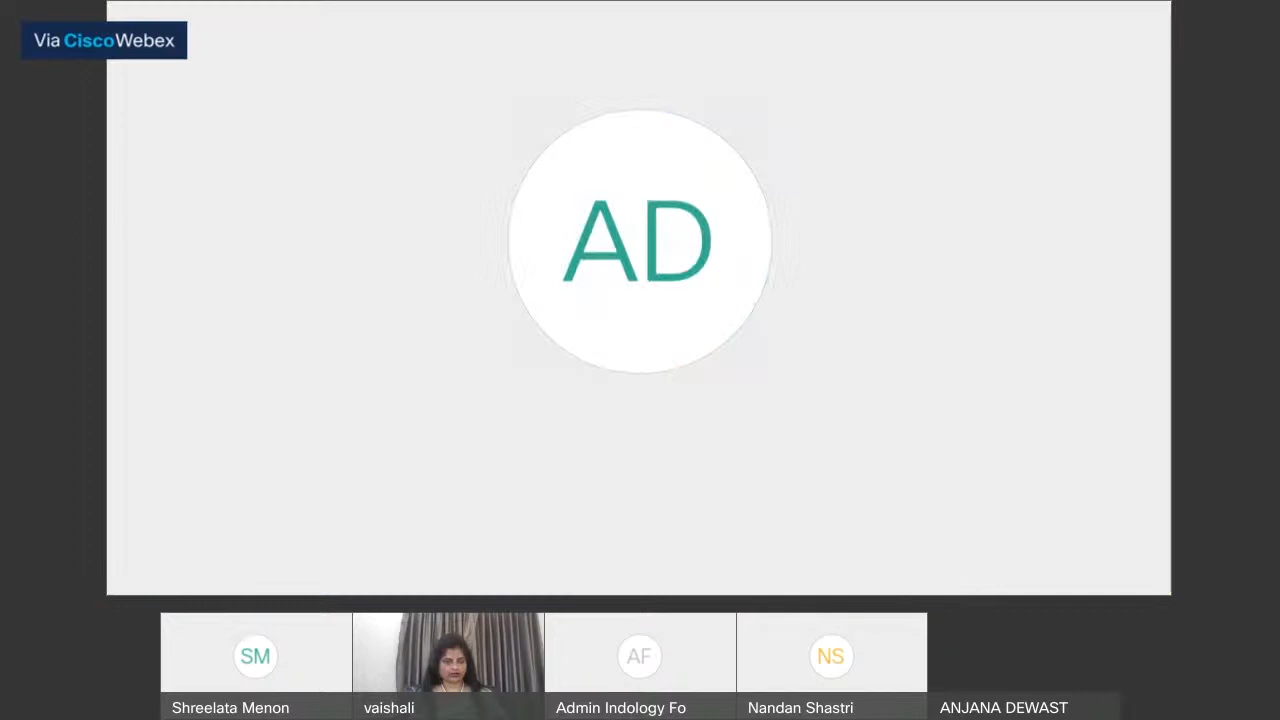 Via CiscoWebex
AD
SM
AF
NS
Shreelata Menon
vaishali
Admin Indology Fo
Nandan Shastri
ANJANA DEWAST